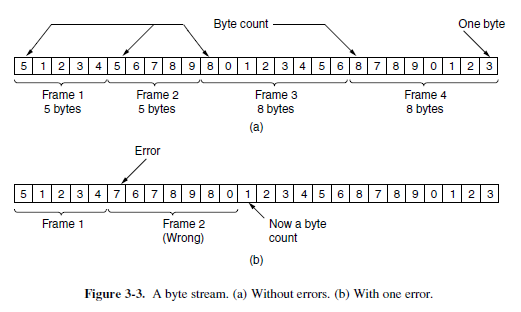 Byte count One byte
5 1 2 3 4 5 6 7 8 9 8 0 1 2 3 4 5 6 8 7 8 9 0 1 2 3
Frame 1 Frame 2 Frame 3 Frame 4
5 bytes 5 bytes 8 bytes 8 bytes
(a)
Error
5 1 2 3 4 7 6 7 8 9 8 0 1 2 3 4 5 6 8 7 8 9 0 1 2 3
Frame 1 Frame 2 Now a byte
(Wrong) count
(b)
Figure 3-3. A byte stream. (a) Without errors. (b) With one error.